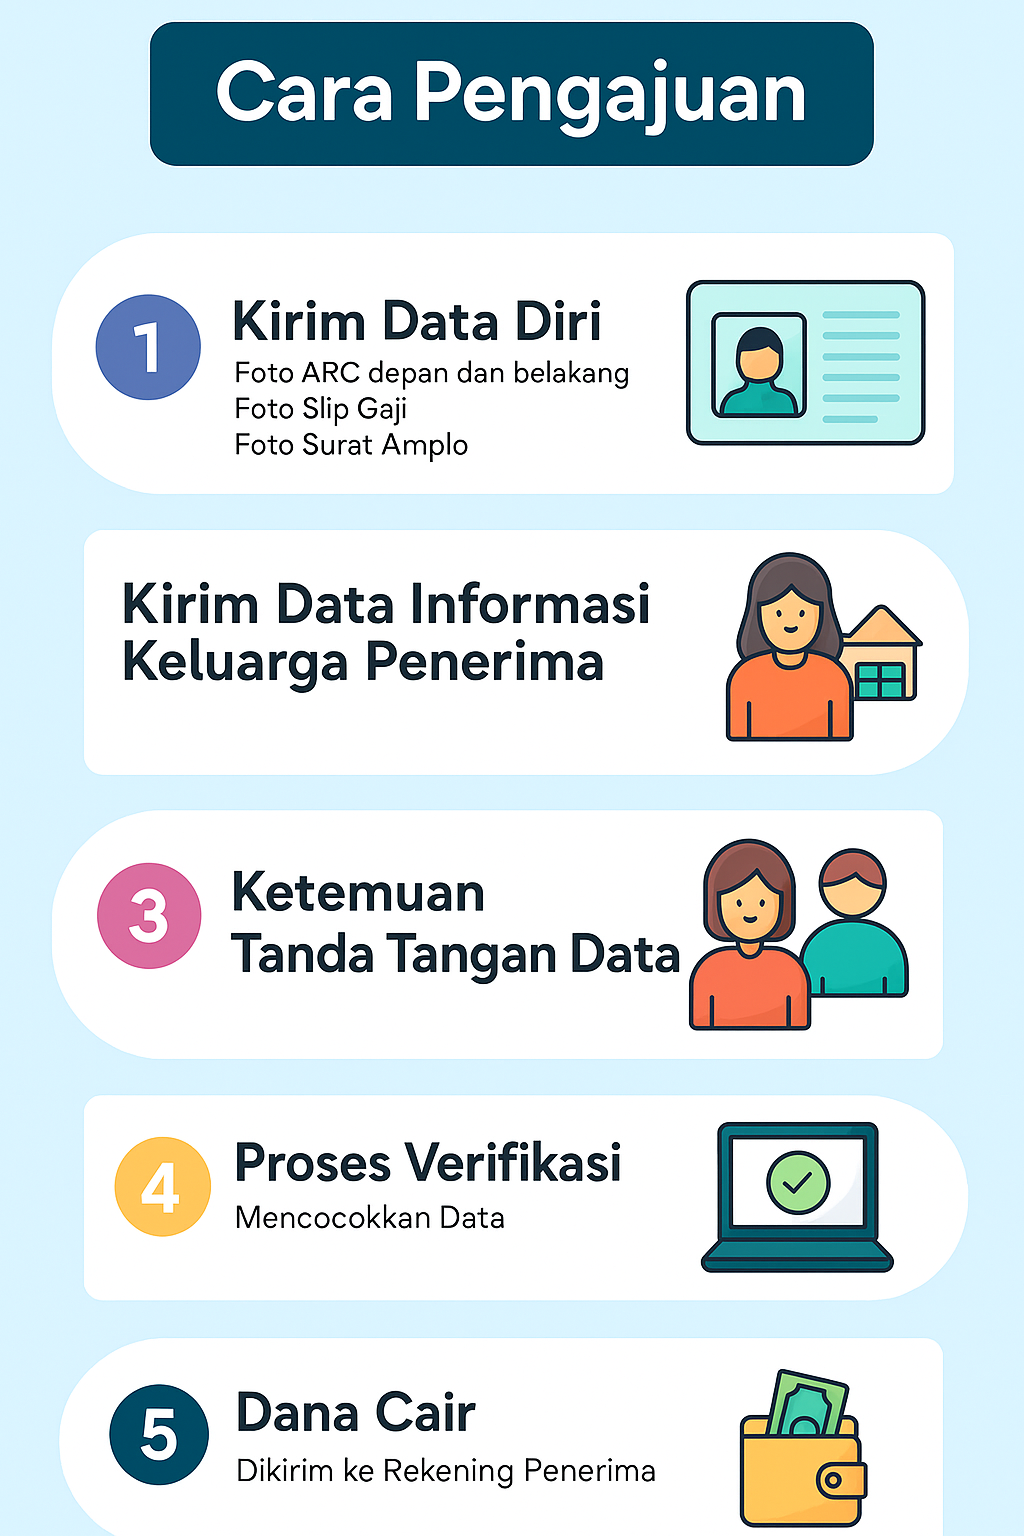 Cara Pengajuan
1
Kirim Data Diri
Foto ARC depan dan belakang
Foto Slip Gaji
Foto Surat Amplo
Kirim Data Informasi
Keluarga Penerima
3
Ketemuan
Tanda Tangan Data
4
Proses Verifikasi
Mencocokkan Data
5
Dana Cair
Dikirim ke Rekening Penerima